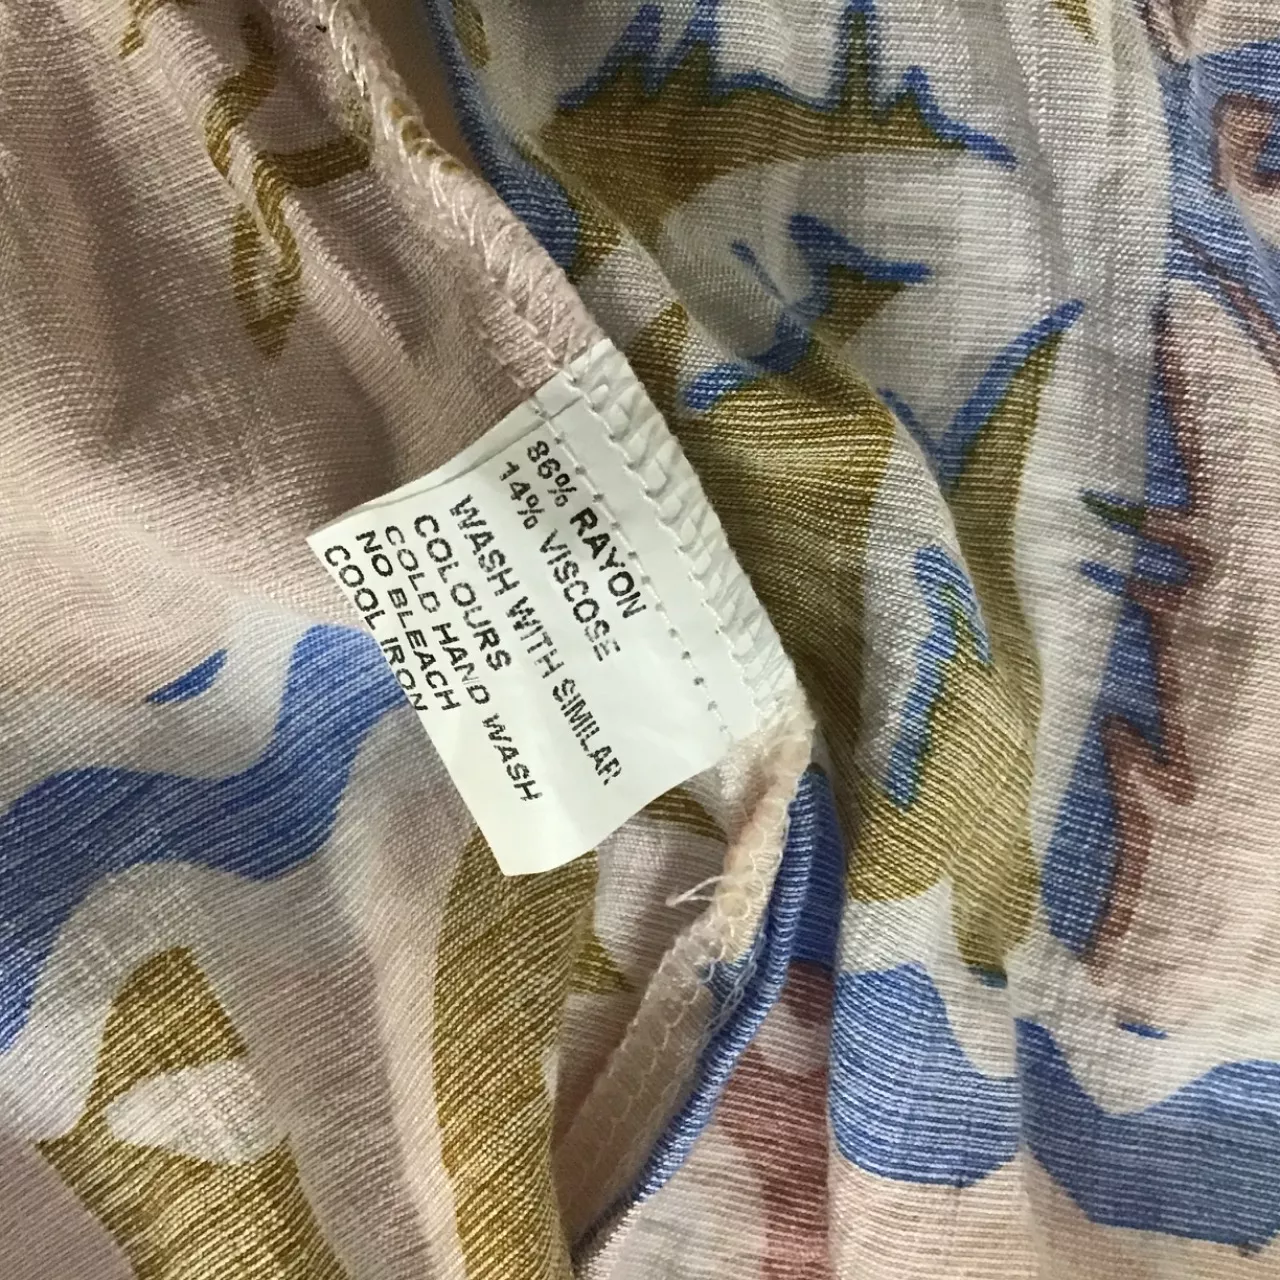 86% RAYON
14% VISCOSE
WASH WITH SIMILAR
COLOURS
COLD HAND WASH
NO BLEACH
COOL IRON